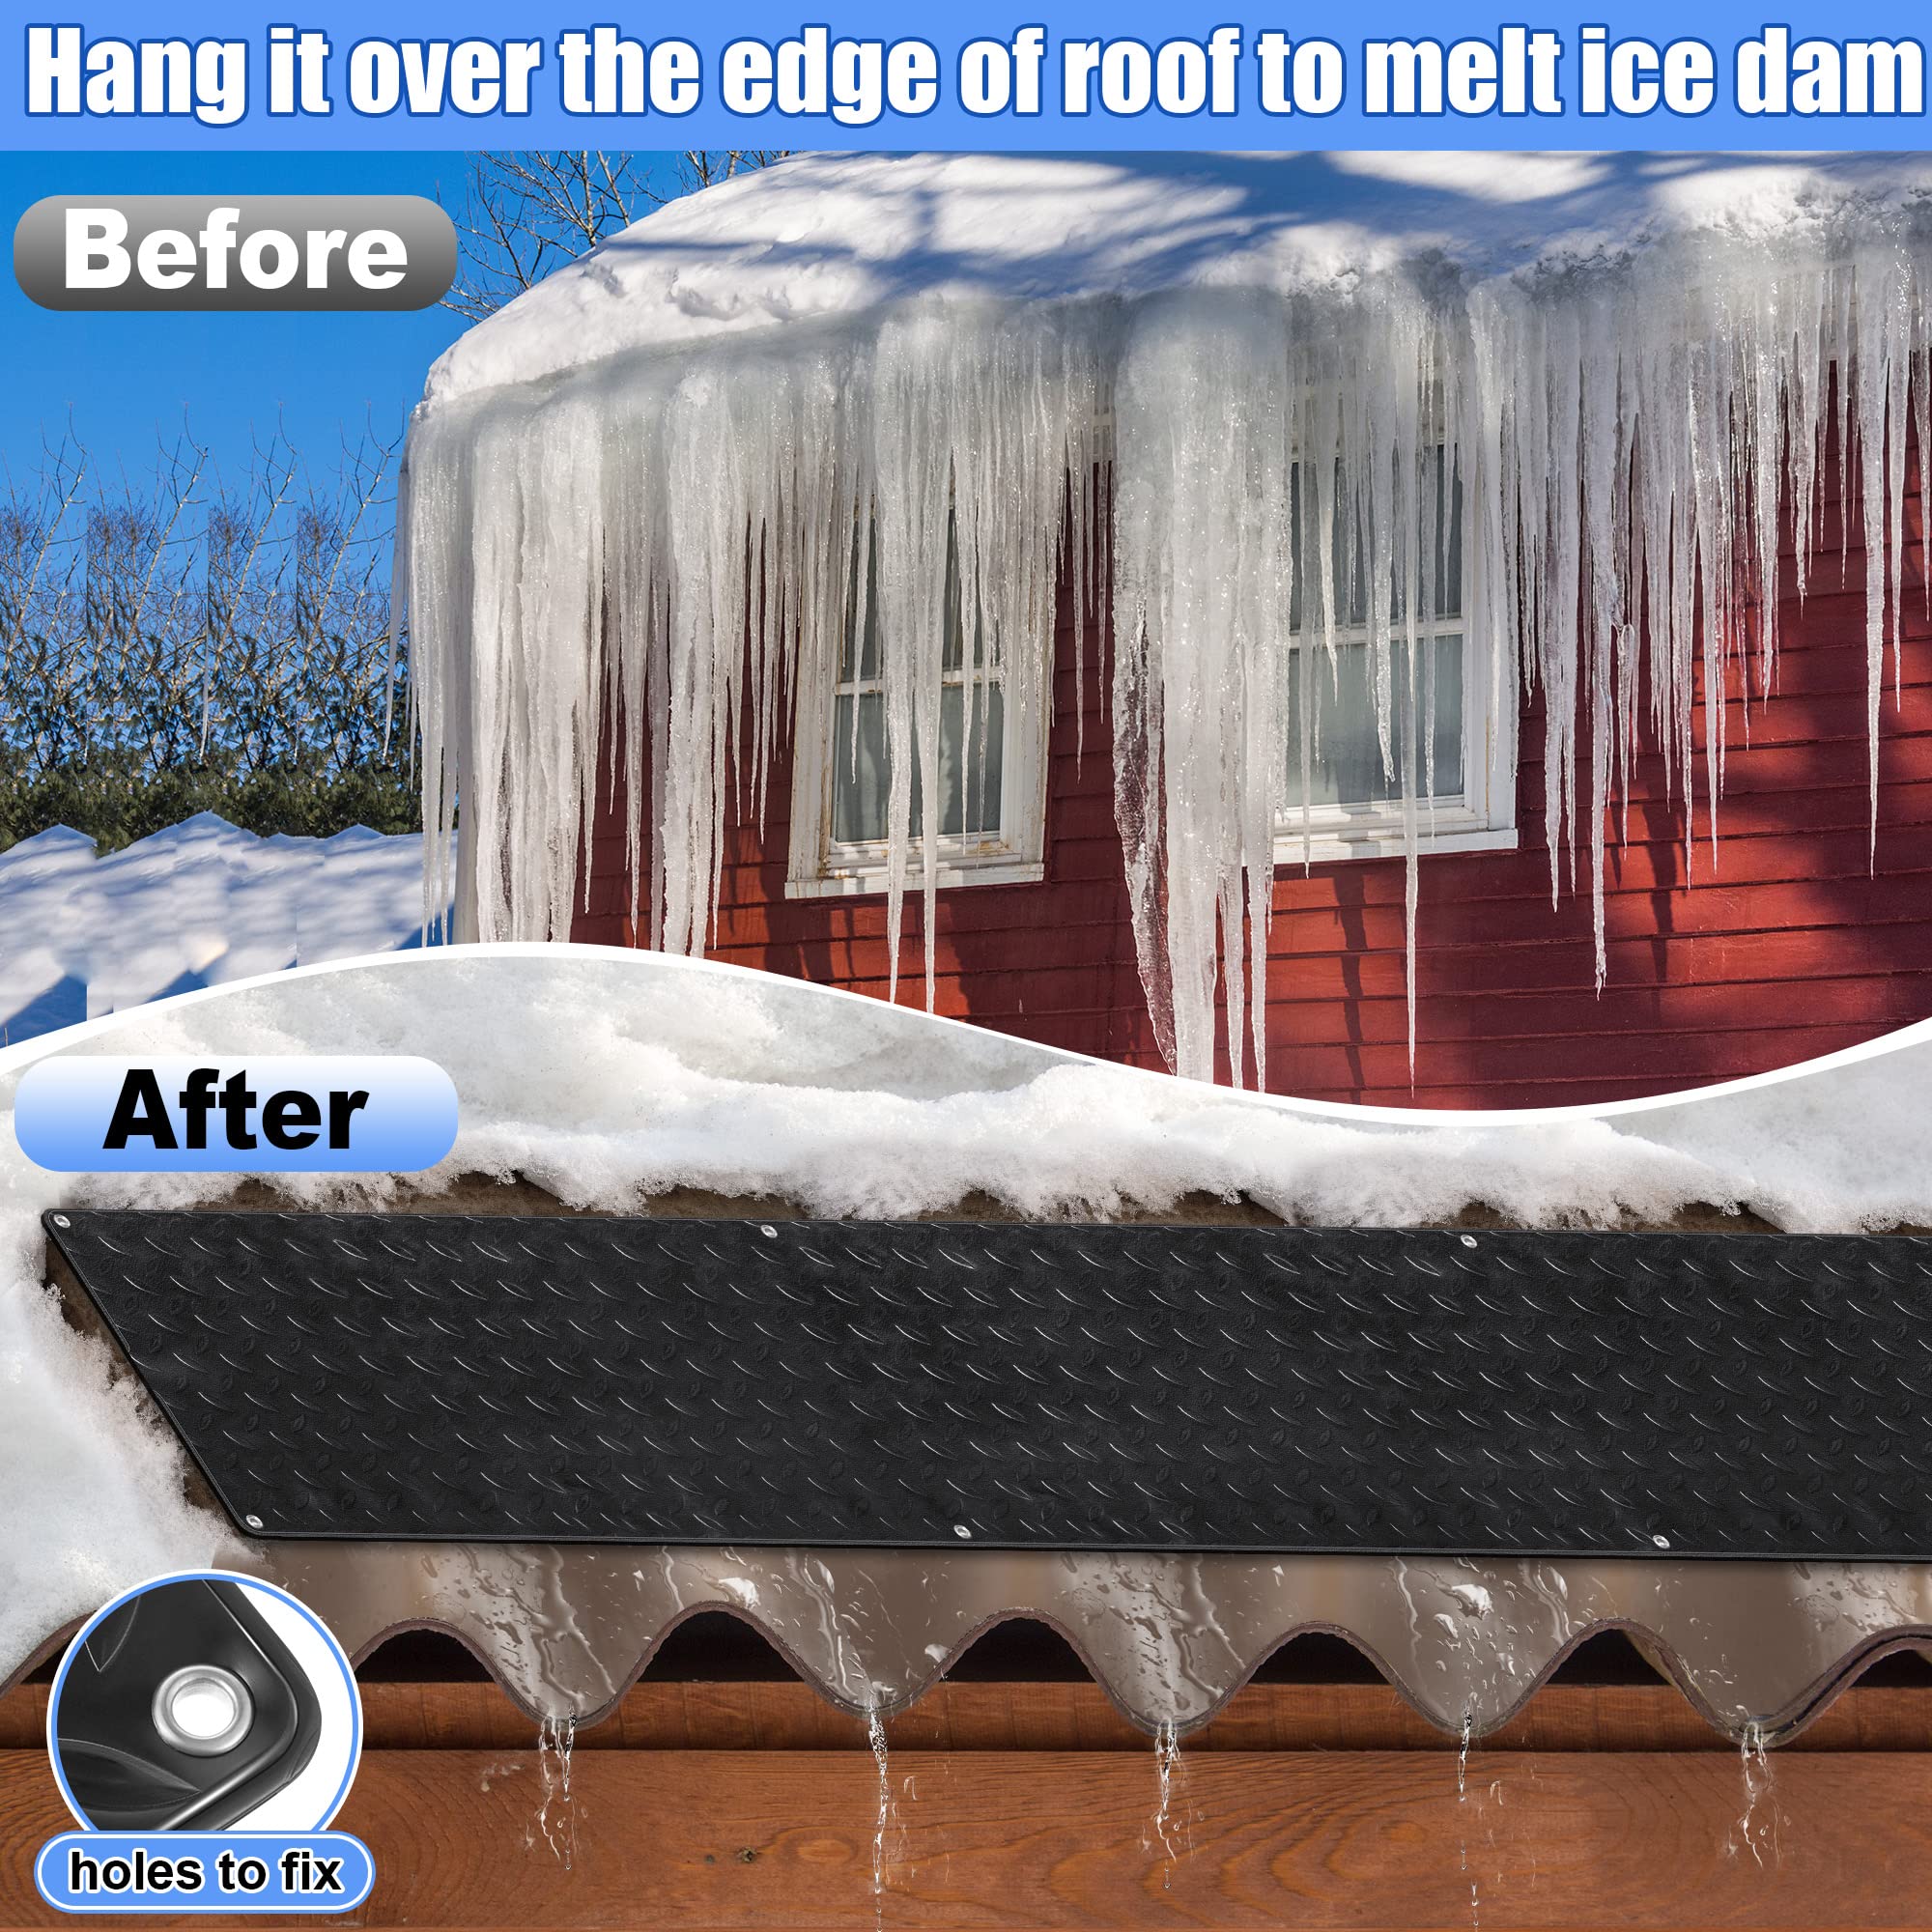 Hang it over the edge of roof to melt ice dam
Before
After
holes to fix